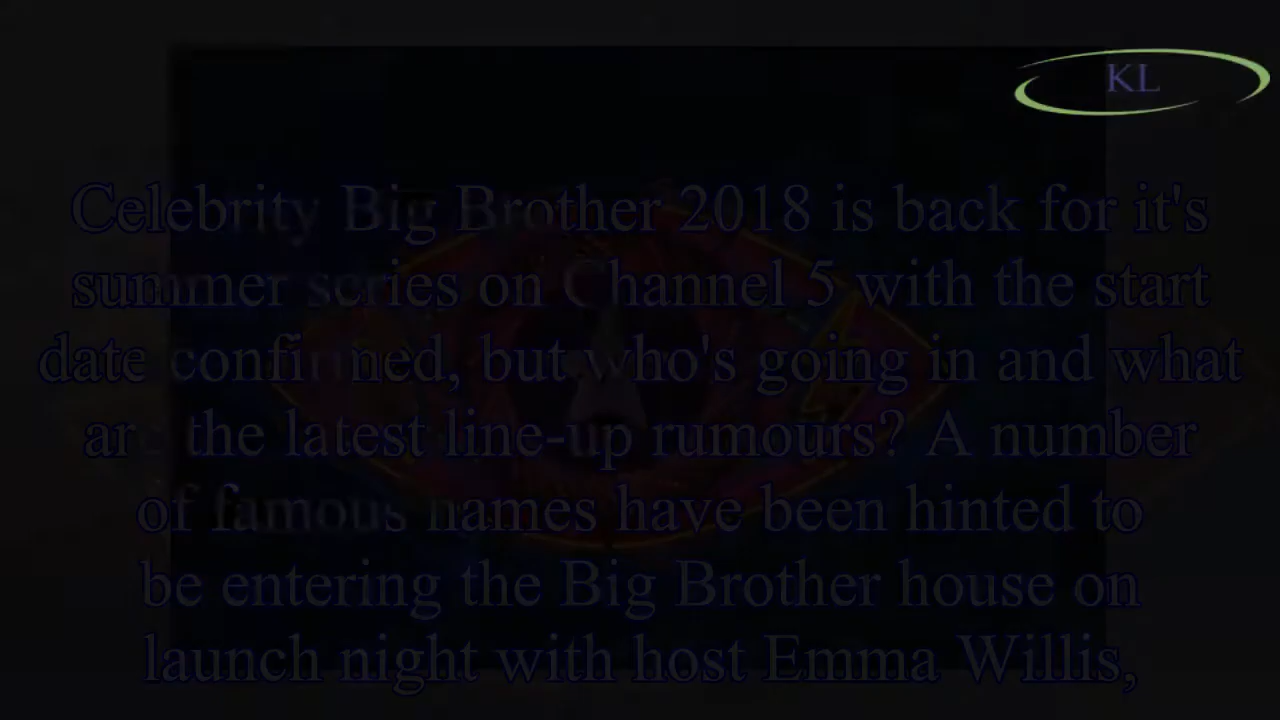 KL
Celebrity Big Brother 2018 is back for it's
summer series on Channel 5 with the start
date confirmed, but who's going in and what
are the latest line-up rumours? A number
of famous names have been hinted to
be entering the Big Brother house on
launch night with host Emma Willis,